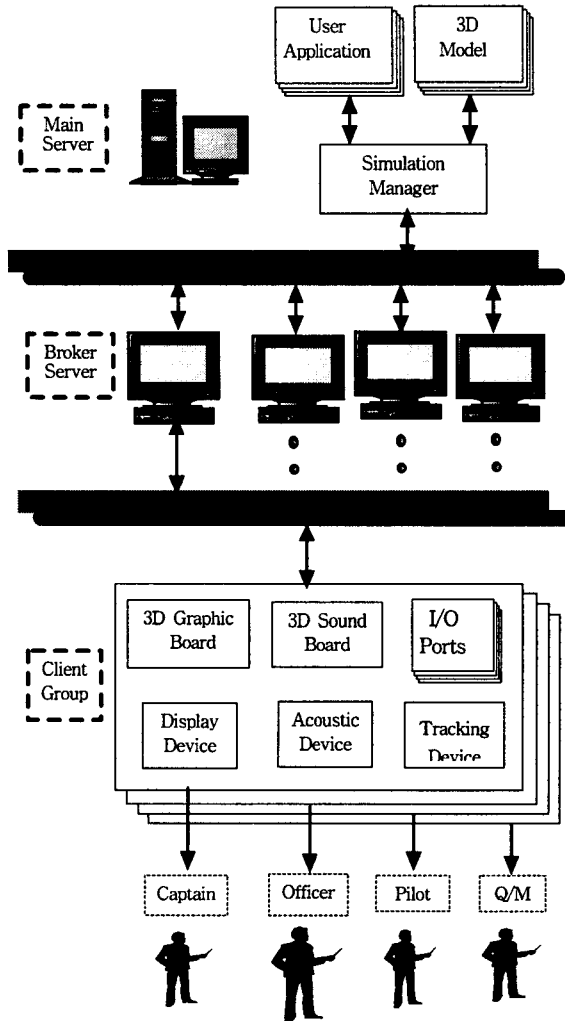 User
Application
3D
Model
Main
Server
Simulation
Manager
Broker
Server
3D Graphic
Board
3D Sound
Board
I/O
Ports
Client
Group
Display
Device
Acoustic
Device
Tracking
Device
Captain
Officer
Pilot
Q/M